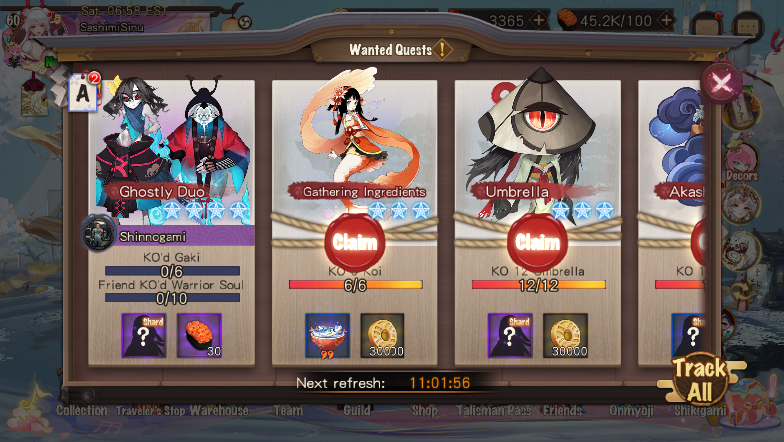 60
Sat., 06:58 EST
SashimiSinu
3365
45.2K/100
Wanted Quests
A
2
Ghostly Duo
Shinnogami
KO'd Gaki
0/6
Friend KO'd Warrior Soul
0/10
Shard
?
30
Gathering Ingredients
Claim
Koi
6/6
99
30000
Umbrella
Claim
KO 12 Umbrella
12/12
Shard
?
30000
Akas
KO 1
Shard
?
Decors
Next refresh: 11:01:56
Track
All
Collection Traveler's Stop Warehouse Team Guild Shop Talisman Pass Friends Onmyoji Shikigami